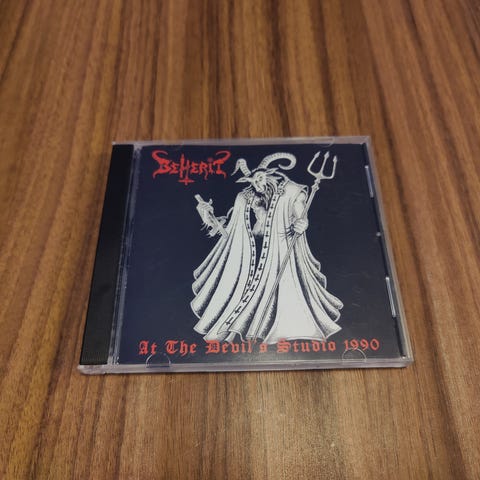 BEHERIT
At The Devil's Studio 1990